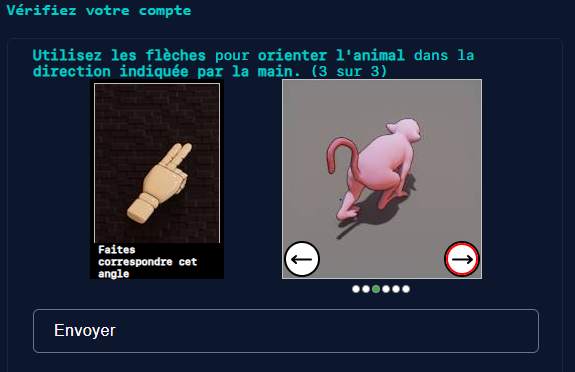 Vérifiez votre compte
Utilisez les flèches pour orienter l'animal dans la
direction indiquée par la main. (3 sur 3)
Faites
correspondre cet
angle
Envoyer